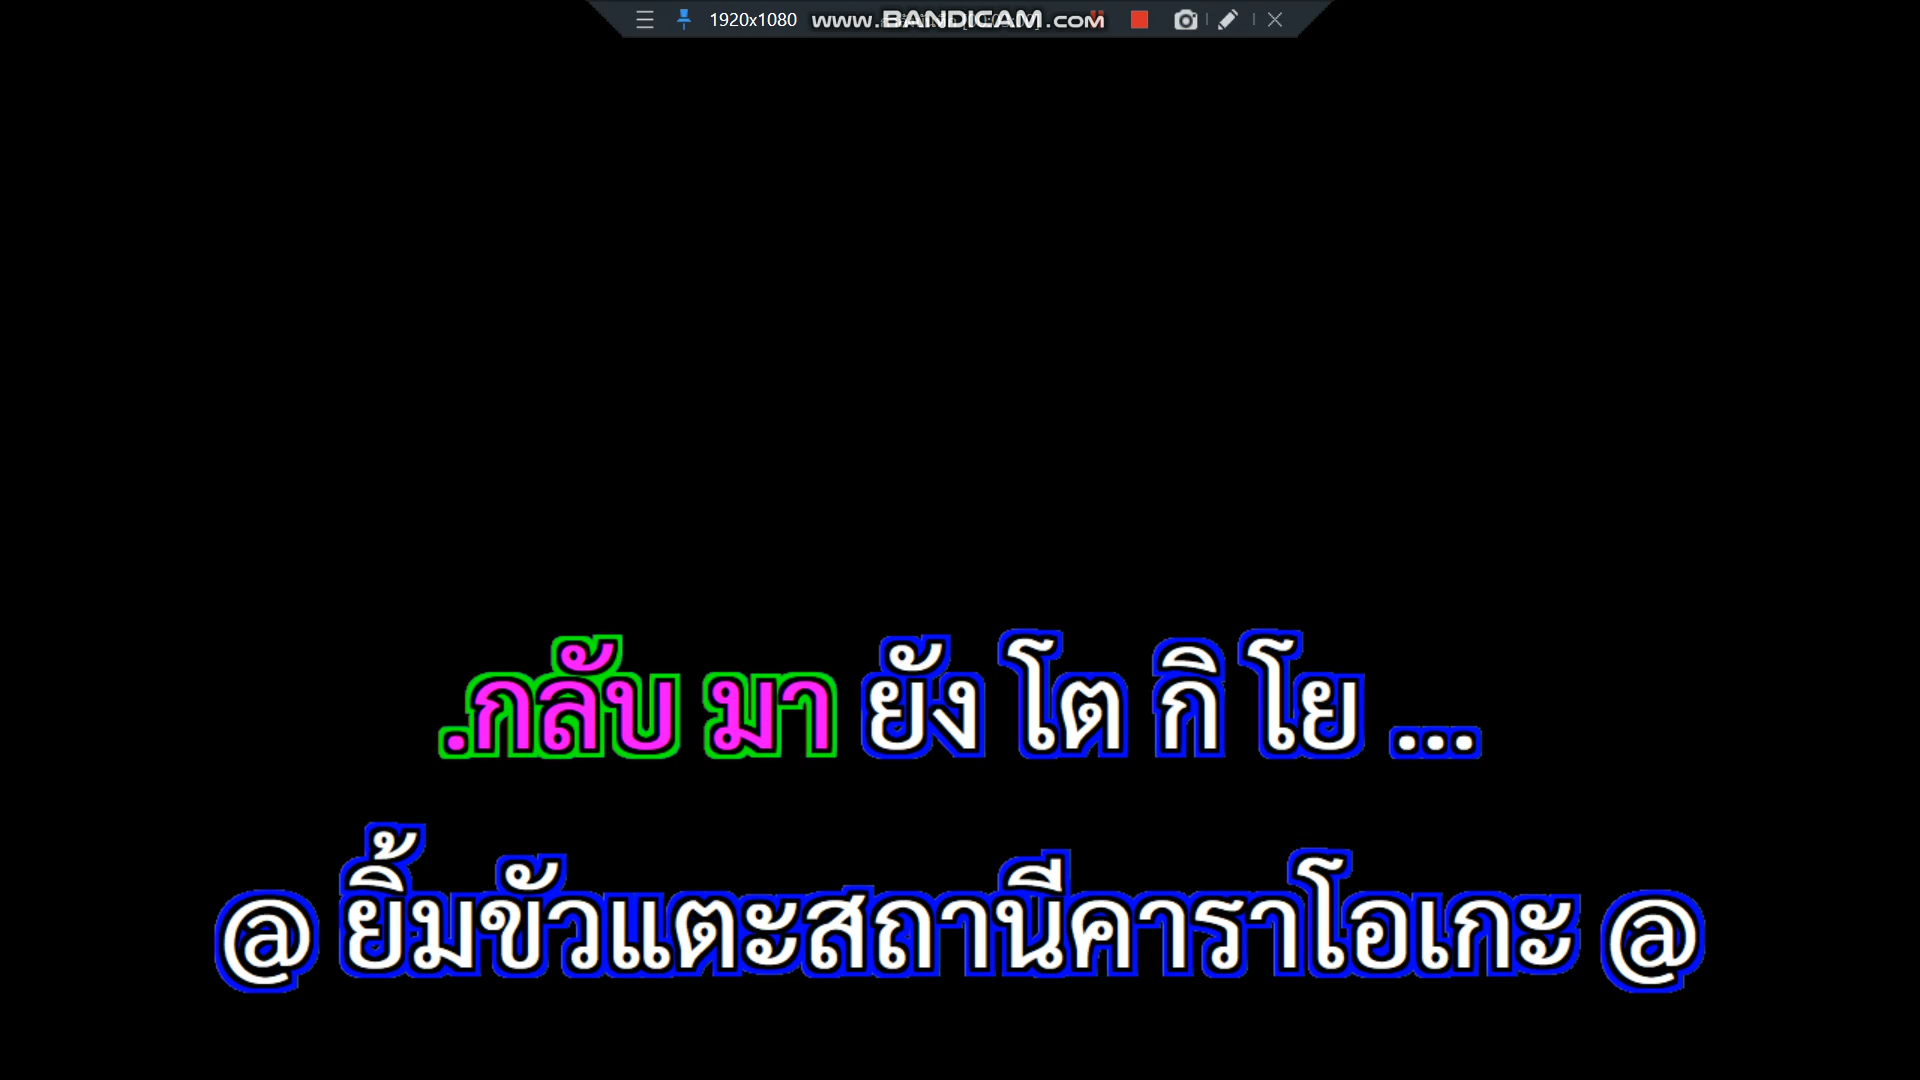 1920x1080 www.BANDICAM.com
.กลับ มา ยัง โต กิ โย ...
@ ยิ้มขัวแตะสถานีคาราโอเกะ @